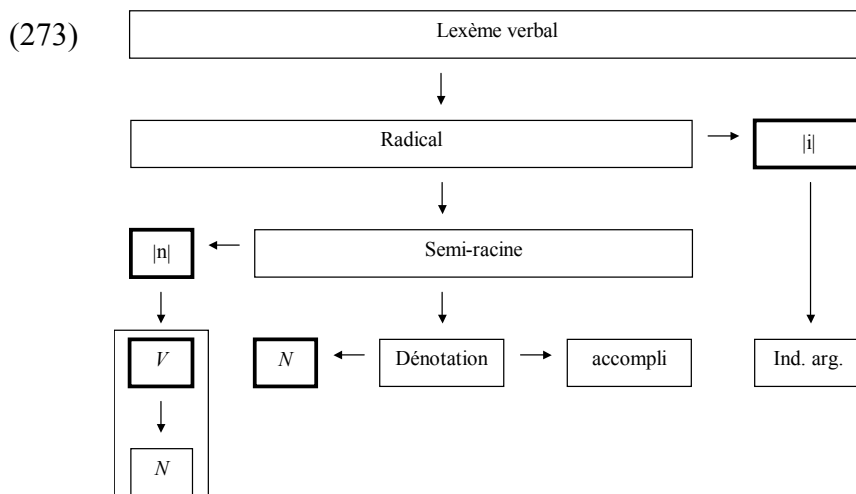 (273)
Lexème verbal
Radical
|i|
|n|
Semi-racine
V
N
Dénotation
accompli
Ind. arg.
N